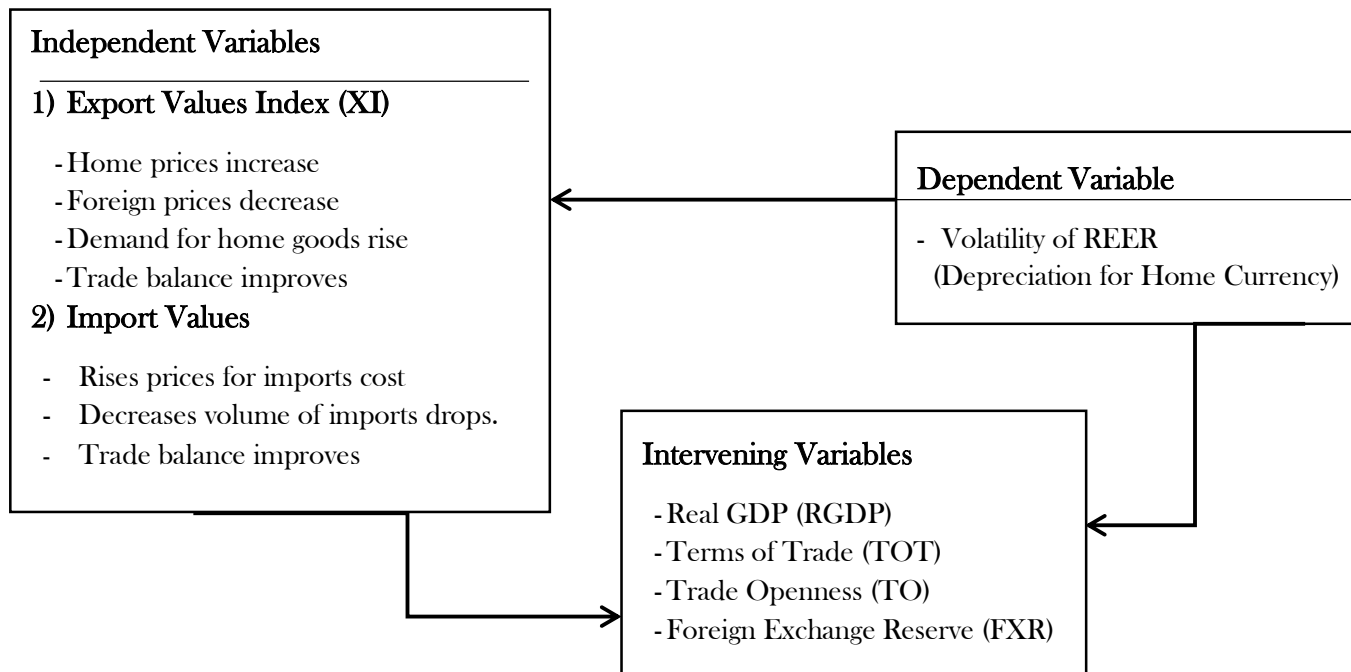 Independent Variables
1) Export Values Index (XI)
-Home prices increase
-Foreign prices decrease
-Demand for home goods rise
-Trade balance improves
2) Import Values
- Rises prices for imports cost
- Decreases volume of imports drops.
- Trade balance improves
Dependent Variable
- Volatility of REER
(Depreciation for Home Currency)
Intervening Variables
-Real GDP (RGDP)
-Terms of Trade (TOT)
-Trade Openness (TO)
-Foreign Exchange Reserve (FXR)